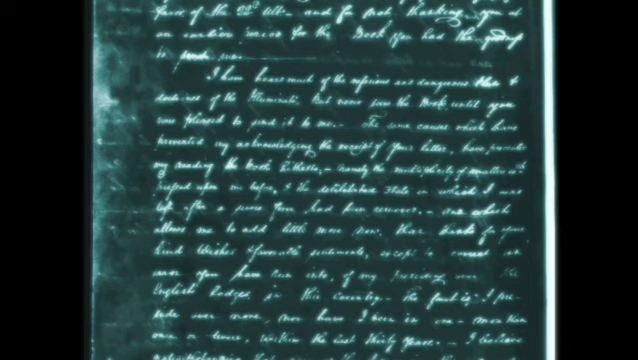 favor of the 22d Ulto. and for not thanking you at
an earlier period for the Book you had the goodness
to send me.
I have heard much of the nefarious and dangerous plan &
doctrines of the Illuminati, but never saw the Book until you
were pleased to send it to me. The same causes which have
prevented my acknowledging the receipt of your letter, have prevented
my reading the Book hitherto, namely the multiplicity of matters wch
pressed upon me before, & the debilitated State in which I was
left after a severe fever had been removed, and which
allows me to add little more now, than thanks for your
kind Wishes & favorable sentiments, except to correct an
error you have run into, of my Presiding over the
English lodges in this Country. The fact is, I pre-
side over none, nor have I been in one more than
once or twice, within the last thirty years. I believe
notwithstanding, that